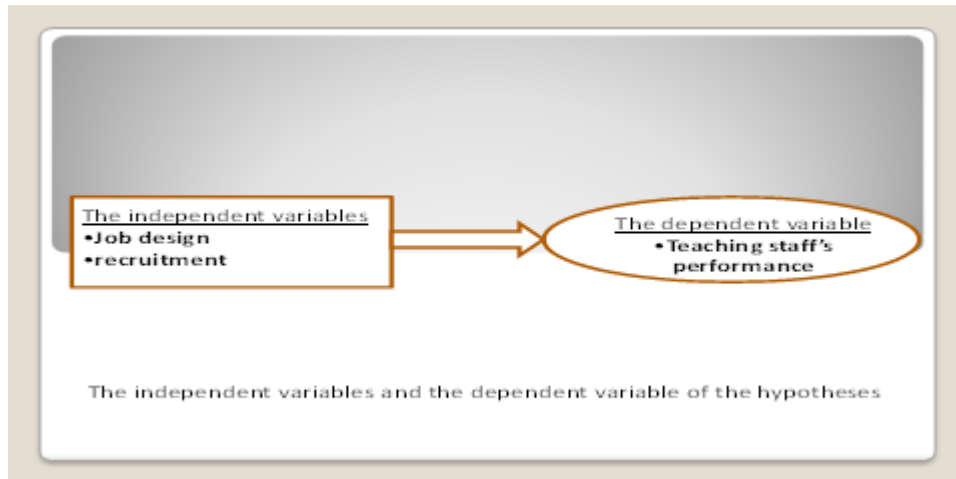 The independent variables
•Job design
•recruitment
The dependent variable
•Teaching staff's
performance
The independent variables and the dependent variable of the hypotheses